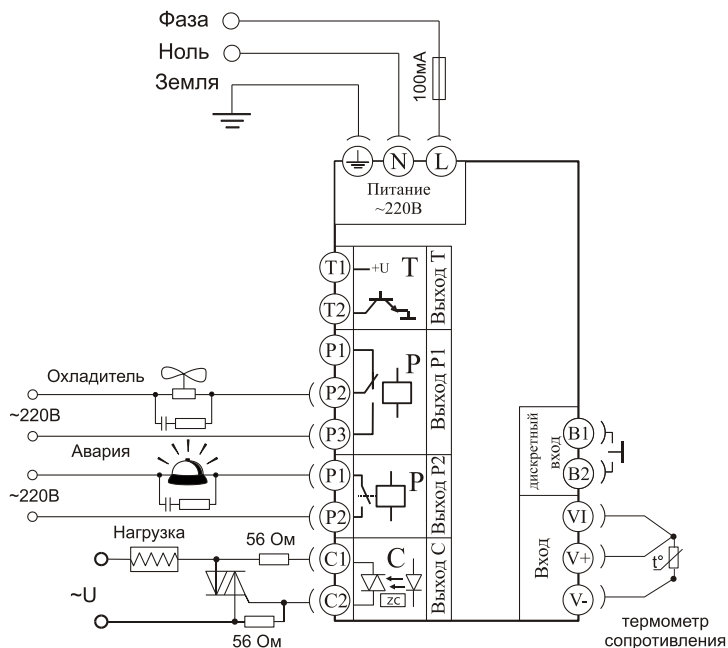 Фаза
Ноль
Земля
100мА
N
L
Питание
~220В
T1
+U
T
T2
Выход T
P1
P
P2
P3
Выход P1
Охладитель
~220В
Авария
~220В
P1
P
P2
Выход P2
Нагрузка
56 Ом
C1
C
ZC
C2
Выход C
~U
56 Ом
дискретный
вход
B1
B2
Вход
VI
V+
V-
t°
термометр
сопротивления